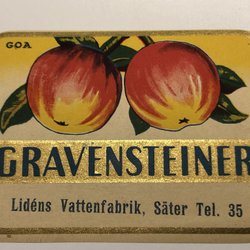 GOA
GRAVENSTEINER
Lidéns Vattenfabrik, Säter Tel. 35